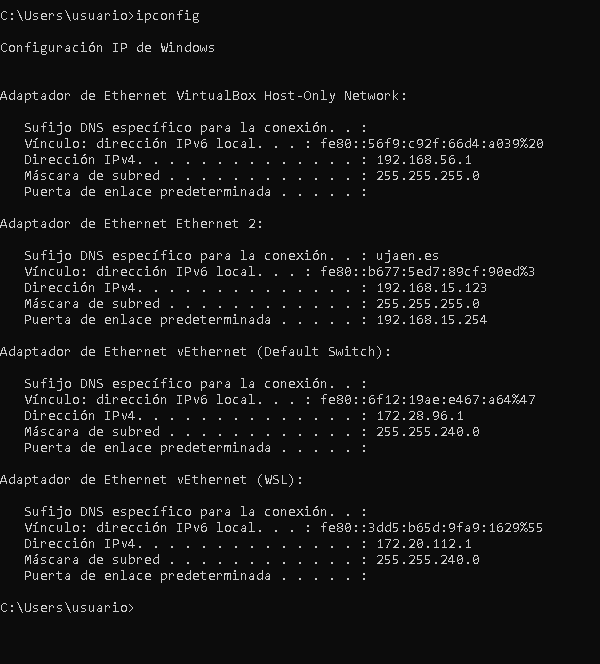 C:\Users\usuario>ipconfig
Configuración IP de Windows
Adaptador de Ethernet VirtualBox Host-Only Network:
Sufijo DNS específico para la conexión. . :
Vínculo: dirección IPv6 local. . . : fe80::56f9:c92f:66d4:a039%20
Dirección IPv4. . . . . . . . . . . . . . : 192.168.56.1
Máscara de subred . . . . . . . . . . . . : 255.255.255.0
Puerta de enlace predeterminada . . . . . :
Adaptador de Ethernet Ethernet 2:
Sufijo DNS específico para la conexión. . : ujaen.es
Vínculo: dirección IPv6 local. . . : fe80::b677:5ed7:89cf:90ed%3
Dirección IPv4. . . . . . . . . . . . . . : 192.168.15.123
Máscara de subred . . . . . . . . . . . . : 255.255.255.0
Puerta de enlace predeterminada . . . . . : 192.168.15.254
Adaptador de Ethernet vEthernet (Default Switch):
Sufijo DNS específico para la conexión. . :
Vínculo: dirección IPv6 local. . . : fe80::6f12:19ae:e467:a64%47
Dirección IPv4. . . . . . . . . . . . . . : 172.28.96.1
Máscara de subred . . . . . . . . . . . . : 255.255.240.0
Puerta de enlace predeterminada . . . . . :
Adaptador de Ethernet vEthernet (WSL):
Sufijo DNS específico para la conexión. . :
Vínculo: dirección IPv6 local. . . : fe80::3dd5:b65d:9fa9:1629%55
Dirección IPv4. . . . . . . . . . . . . . : 172.20.112.1
Máscara de subred . . . . . . . . . . . . : 255.255.240.0
Puerta de enlace predeterminada . . . . . :
C:\Users\usuario>